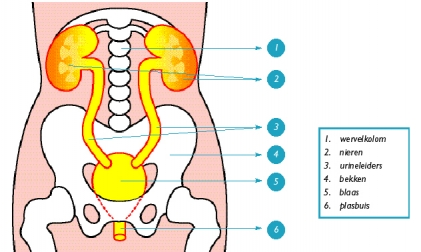 1
2
3
4
5
6
1. wervelkolom
2. nieren
3. urineleiders
4. bekken
5. blaas
6. plasbuis